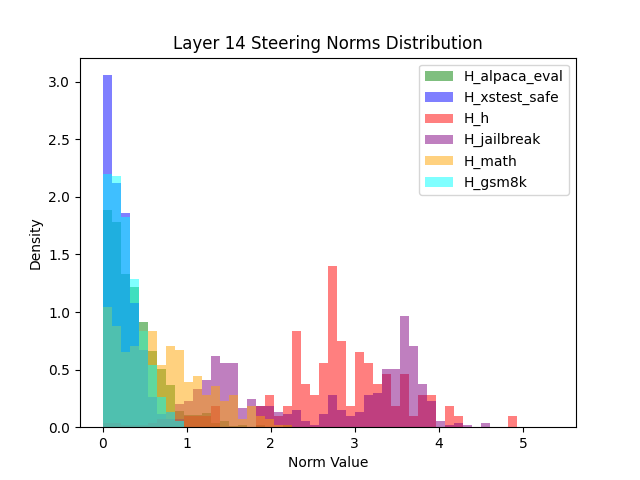 Layer 14 Steering Norms Distribution
Density
3.0
2.5
2.0
1.5
1.0
0.5
0.0
H_alpaca_eval
H_xstest_safe
H_h
H_jailbreak
H_math
H_gsm8k
0 1 2 3 4 5
Norm Value